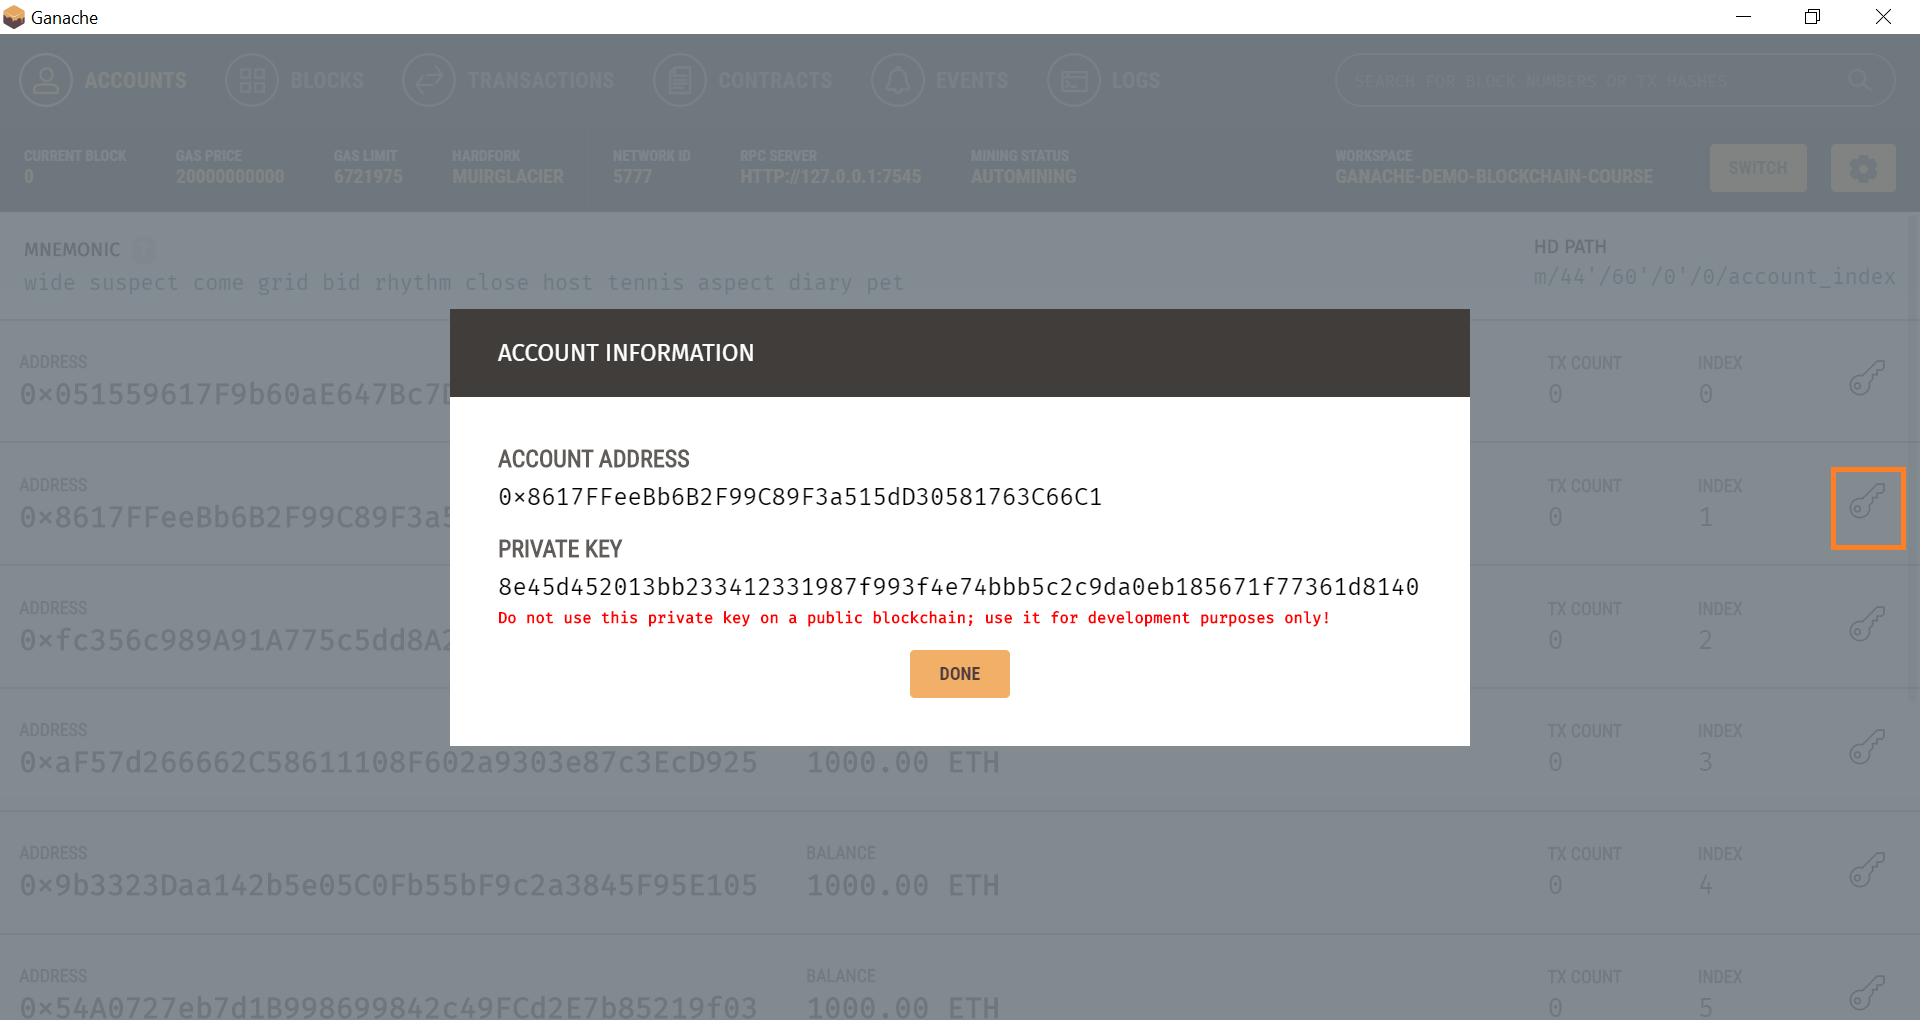 Ganache
ACCOUNTS
BLOCKS
TRANSACTIONS
CONTRACTS
EVENTS
LOGS
SEARCH FOR BLOCK NUMBERS OR TX HASHES
CURRENT BLOCK
0
GAS PRICE
20000000000
GAS LIMIT
6721975
HARDFORK
MUIRGLACIER
NETWORK ID
5777
RPC SERVER
HTTP://127.0.0.1:7545
MINING STATUS
AUTOMINING
WORKSPACE
GANACHE-DEMO-BLOCKCHAIN-COURSE
SWITCH
MNEMONIC ?
wide suspect come grid bid rhythm close host tennis aspect diary pet
HD PATH
m/44'/60'/0'/0/account_index
ACCOUNT INFORMATION
ACCOUNT ADDRESS
0x8617FFeeBb6B2F99C89F3a515dD30581763C66C1
PRIVATE KEY
8e45d452013bb233412331987f993f4e74bbb5c2c9da0eb185671f77361d8140
Do not use this private key on a public blockchain; use it for development purposes only!
DONE
ADDRESS
0x051559617F9b60aE647Bc7
TX COUNT
0
INDEX
0
ADDRESS
0x8617FFeeBb6B2F99C89F3a5
TX COUNT
0
INDEX
1
ADDRESS
0xfc356c989A91A775c5dd8A2
TX COUNT
0
INDEX
2
ADDRESS
0xaF57d266662C58611108F602a9303e87c3EcD925
1000.00 ETH
TX COUNT
0
INDEX
3
ADDRESS
0x9b3323Daa142b5e05C0Fb55bF9c2a3845F95E105
BALANCE
1000.00 ETH
TX COUNT
0
INDEX
4
ADDRESS
0x54A0727eb7d1B998699842c49FCd2E7b85219f03
BALANCE
1000.00 ETH
TX COUNT
0
INDEX
5